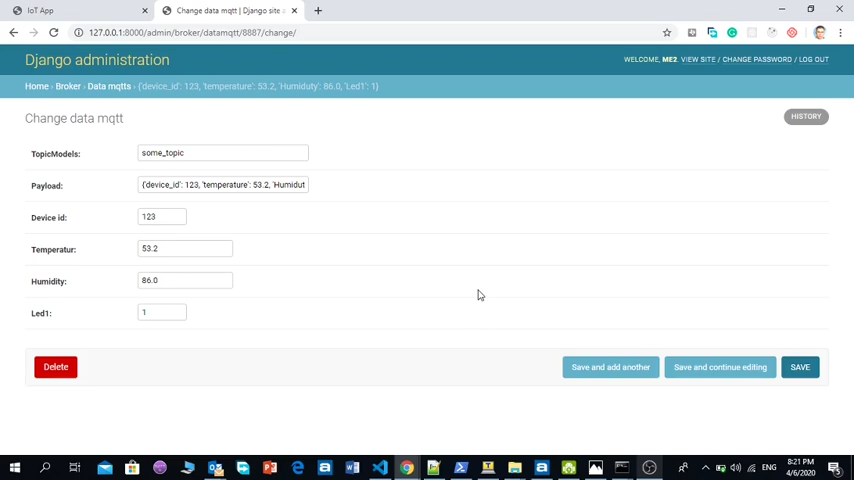 IoT App
Change data mqtt | Django site a
127.0.0.1:8000/admin/broker/datamqtt/8887/change/
Django administration
WELCOME, ME2. VIEW SITE / CHANGE PASSWORD / LOG OUT
Home › Broker › Data mqtts › {'device_id': 123, 'temperature': 53.2, 'Humiduty': 86.0, 'Led1': 1}
Change data mqtt
HISTORY
TopicModels: some_topic
Payload: {'device_id': 123, 'temperature': 53.2, 'Humidut
Device id: 123
Temperatur: 53.2
Humidity: 86.0
Led1: 1
Delete
Save and add another
Save and continue editing
SAVE
ENG
8:21 PM
4/6/2020